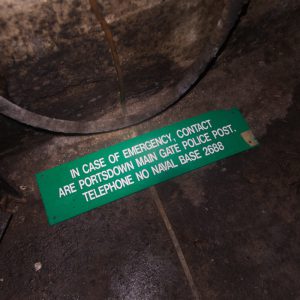 IN CASE OF EMERGENCY, CONTACT
ARE PORTSDOWN MAIN GATE POLICE POST.
TELEPHONE NO NAVAL BASE 2688